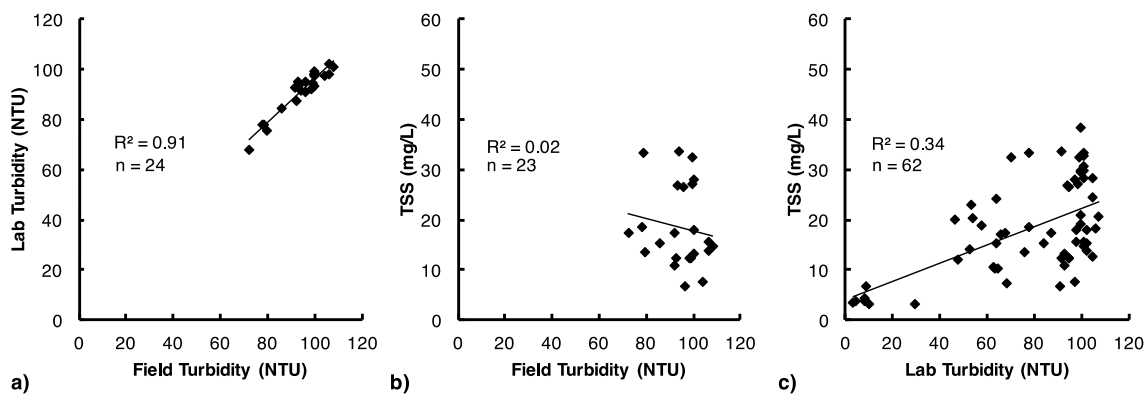 120
100
80
60
40
20
0
Lab Turbidity (NTU)
R² = 0.91
n = 24
0 20 40 60 80 100 120
Field Turbidity (NTU)
a)
60
50
40
30
20
10
0
TSS (mg/L)
R² = 0.02
n = 23
0 20 40 60 80 100 120
Field Turbidity (NTU)
b)
60
50
40
30
20
10
0
TSS (mg/L)
R² = 0.34
n = 62
0 20 40 60 80 100 120
Lab Turbidity (NTU)
c)